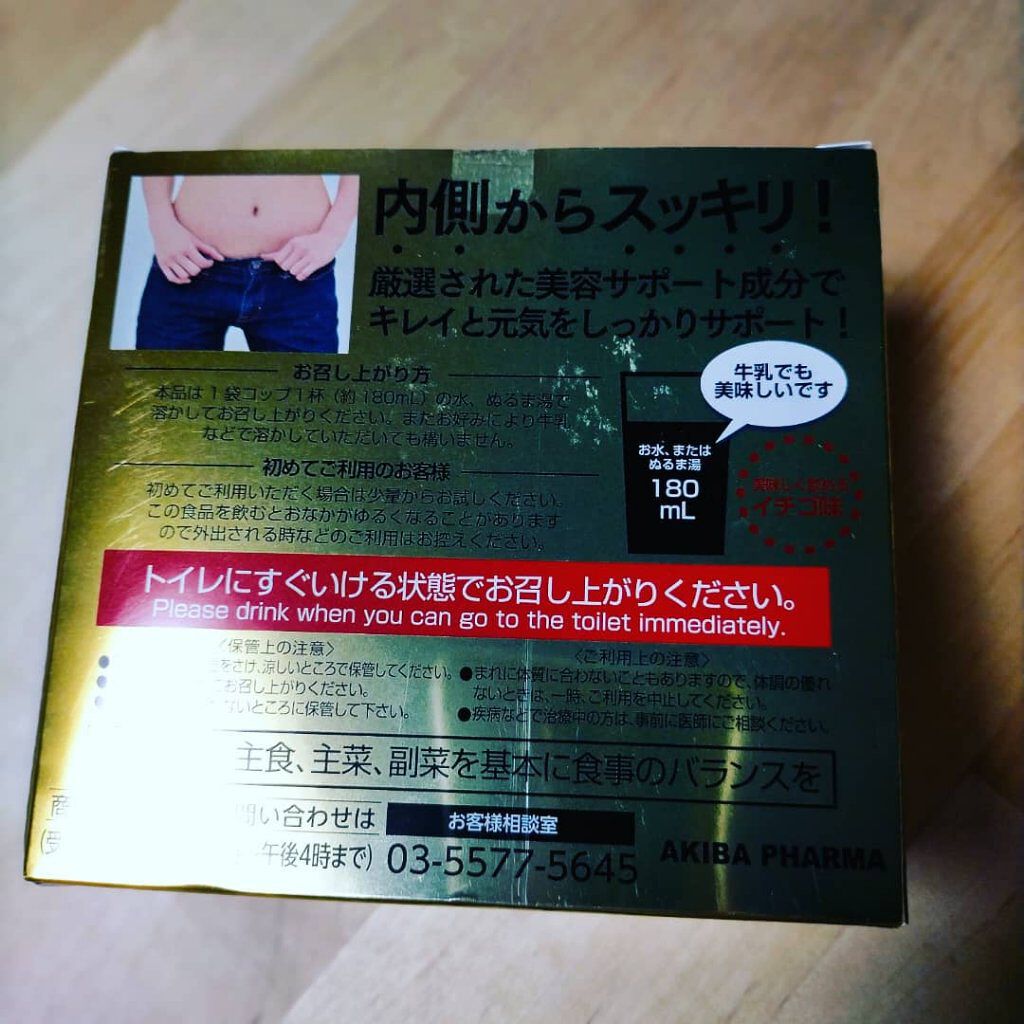 内側からスッキリ!
厳選された美容サポート成分で
キレイと元気をしっかりサポート!
お召し上がり方
本品は1袋コップ1杯(約180mL)の水、ぬるま湯で
溶かしてお召し上がりください。またお好みにより牛乳
などで溶かしていただいても構いません。
初めてご利用のお客様
初めてご利用いただく場合は少量からお試しください。
この食品を飲むとおなかがゆるくなることがあります
ので外出される時などのご利用はお控えください。
牛乳でも
美味しいです
お水、または
ぬるま湯
180
mL
イチゴ味
トイレにすぐいける状態でお召し上がりください。
Please drink when you can go to the toilet immediately.
〈保管上の注意〉
をさけ、涼しいところで保管してください。
お召し上がりください。
ないところに保管して下さい。
〈ご利用上の注意〉
●まれに体質に合わないこともありますので、体調の優れ
ないときは、一時、ご利用を中止してください。
●疾病などで治療中の方は、事前に医師にご相談ください。
主食、主菜、副菜を基本に食事のバランスを
商
問い合わせは
お客様相談室
(受
午後4時まで) 03-5577-5645
AKIBA PHARMA